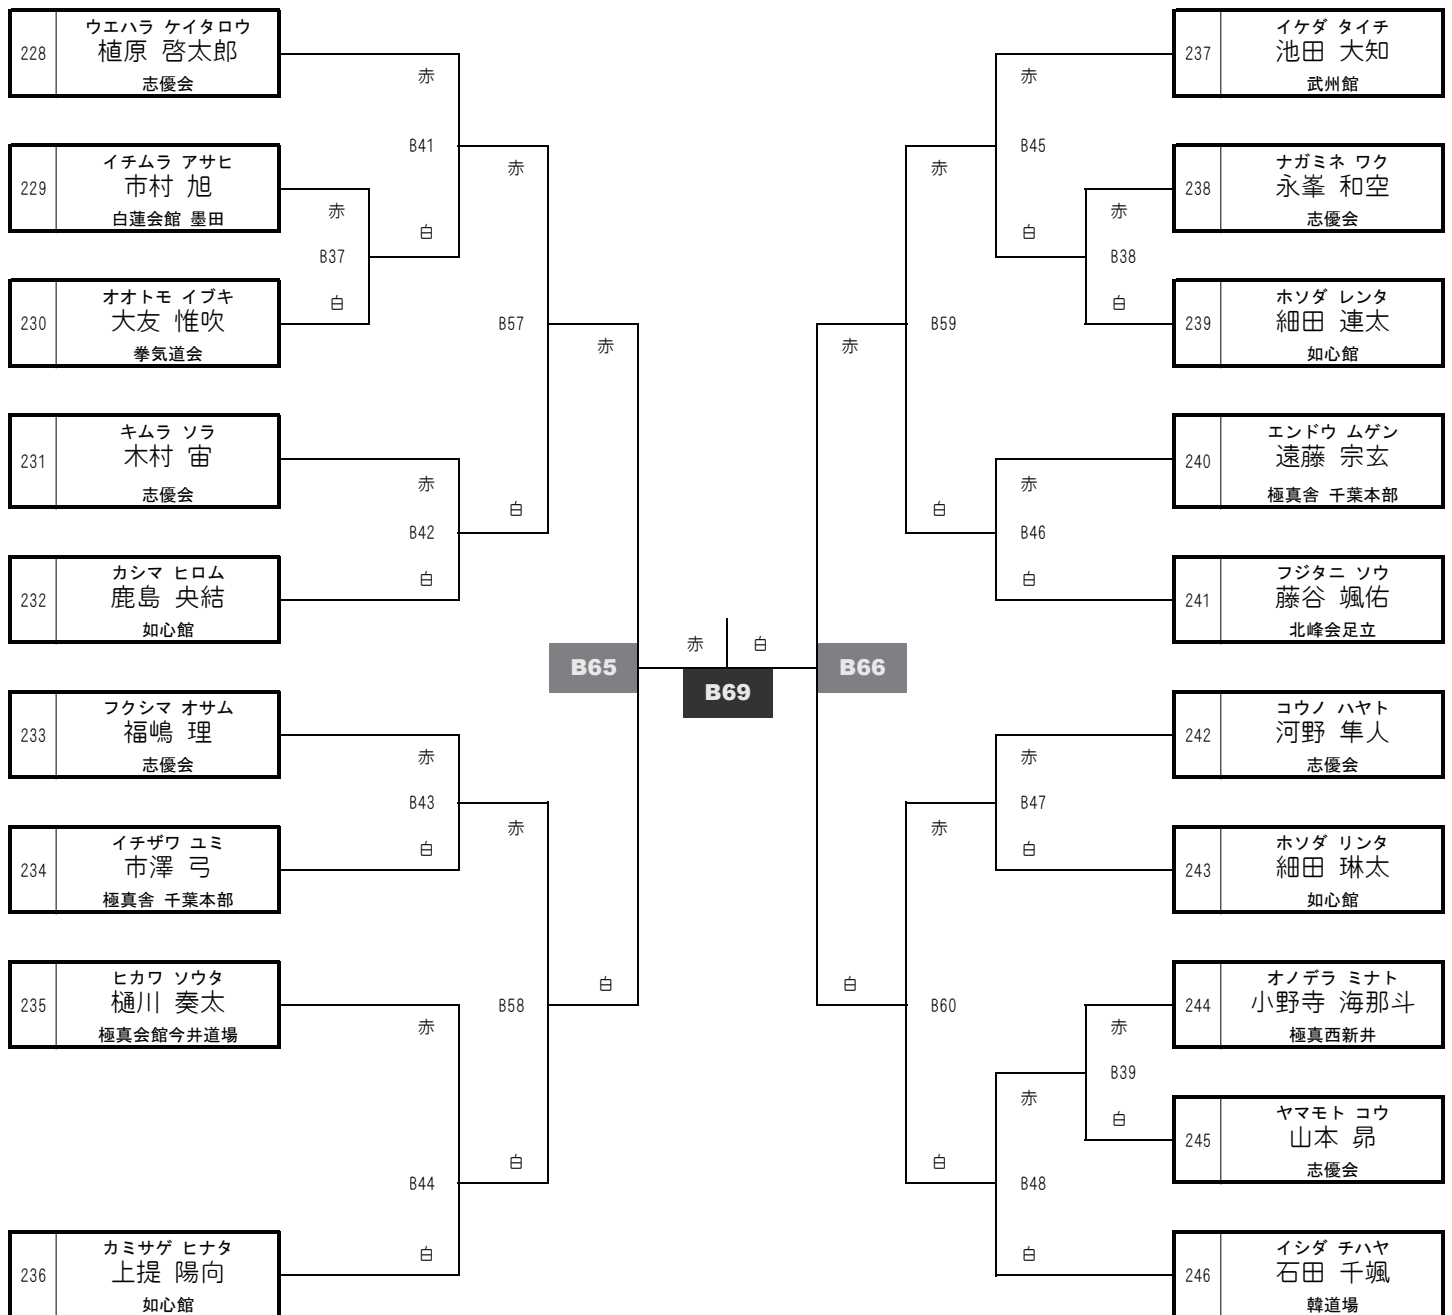 ウエハラ ケイタロウ
228
植原 啓太郎
志優会
イチムラ アサヒ
229
市村 旭
白蓮会館 墨田
オオトモ イブキ
230
大友 惟吹
拳気道会
キムラ ソラ
231
木村 宙
志優会
カシマ ヒロム
232
鹿島 央結
如心館
フクシマ オサム
233
福嶋 理
志優会
イチザワ ユミ
234
市澤 弓
極真舎 千葉本部
ヒカワ ソウタ
235
樋川 奏太
極真会館今井道場
カミサゲ ヒナタ
236
上提 陽向
如心館
赤
B41
白
赤
B37
白
赤
B42
白
赤
B57
白
赤
B43
白
赤
B44
白
赤
B58
白
赤
B65
白
赤 白
B69
赤
B66
白
赤
B59
白
赤
B60
白
赤
B45
白
赤
B38
白
赤
B46
白
赤
B47
白
赤
B39
白
赤
B48
白
イケダ タイチ
237
池田 大知
武州館
ナガミネ ワク
238
永峯 和空
志優会
ホソダ レンタ
239
細田 連太
如心館
エンドウ ムゲン
240
遠藤 宗玄
極真舎 千葉本部
フジタニ ソウ
241
藤谷 颯佑
北峰会足立
コウノ ハヤト
242
河野 隼人
志優会
ホソダ リンタ
243
細田 琳太
如心館
オノデラ ミナト
244
小野寺 海那斗
極真西新井
ヤマモト コウ
245
山本 昴
志優会
イシダ チハヤ
246
石田 千颯
韓道場